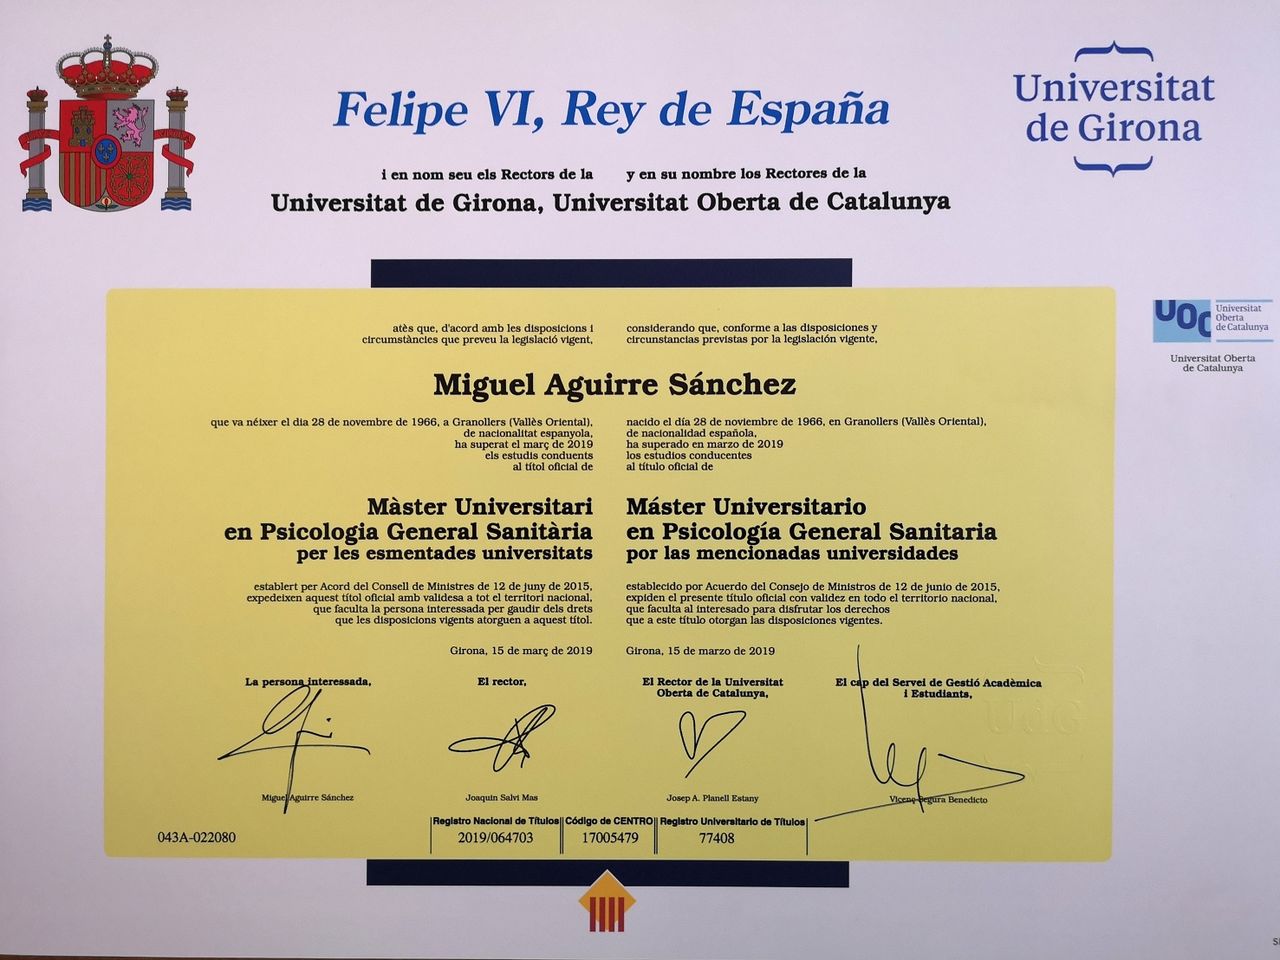 Felipe VI, Rey de España
Universitat
de Girona
i en nom seu els Rectors de la
y en su nombre los Rectores de la
Universitat de Girona, Universitat Oberta de Catalunya
UOC
Universitat
Oberta
de Catalunya
Universitat Oberta
de Catalunya
atès que, d'acord amb les disposicions i
circumstàncies que preveu la legislació vigent,
considerando que, conforme a las disposiciones y
circunstancias previstas por la legislación vigente,
Miguel Aguirre Sánchez
que va néixer el dia 28 de novembre de 1966, a Granollers (Vallès Oriental),
de nacionalitat espanyola,
ha superat el març de 2019
els estudis conduents
al títol oficial de
nacido el día 28 de noviembre de 1966, en Granollers (Vallès Oriental),
de nacionalidad española,
ha superado en marzo de 2019
los estudios conducentes
al título oficial de
Màster Universitari
en Psicologia General Sanitària
per les esmentades universitats
Máster Universitario
en Psicología General Sanitaria
por las mencionadas universidades
establert per Acord del Consell de Ministres de 12 de juny de 2015,
expedeixen aquest títol oficial amb validesa a tot el territori nacional,
que faculta la persona interessada per gaudir dels drets
que les disposicions vigents atorguen a aquest títol.
establecido por Acuerdo del Consejo de Ministros de 12 de junio de 2015,
expiden el presente título oficial con validez en todo el territorio nacional,
que faculta al interesado para disfrutar los derechos
que a este título otorgan las disposiciones vigentes.
Girona, 15 de març de 2019
Girona, 15 de marzo de 2019
La persona interessada,
El rector,
El Rector de la Universitat
Oberta de Catalunya,
El cap del Servei de Gestió Acadèmica
i Estudiants,
UdG
Miguel Aguirre Sánchez
Joaquin Salvi Mas
Josep A. Planell Estany
Vicenç Segura Benedicto
043A-022080
Registro Nacional de Títulos
2019/064703
Código de CENTRO
17005479
Registro Universitario de Títulos
77408